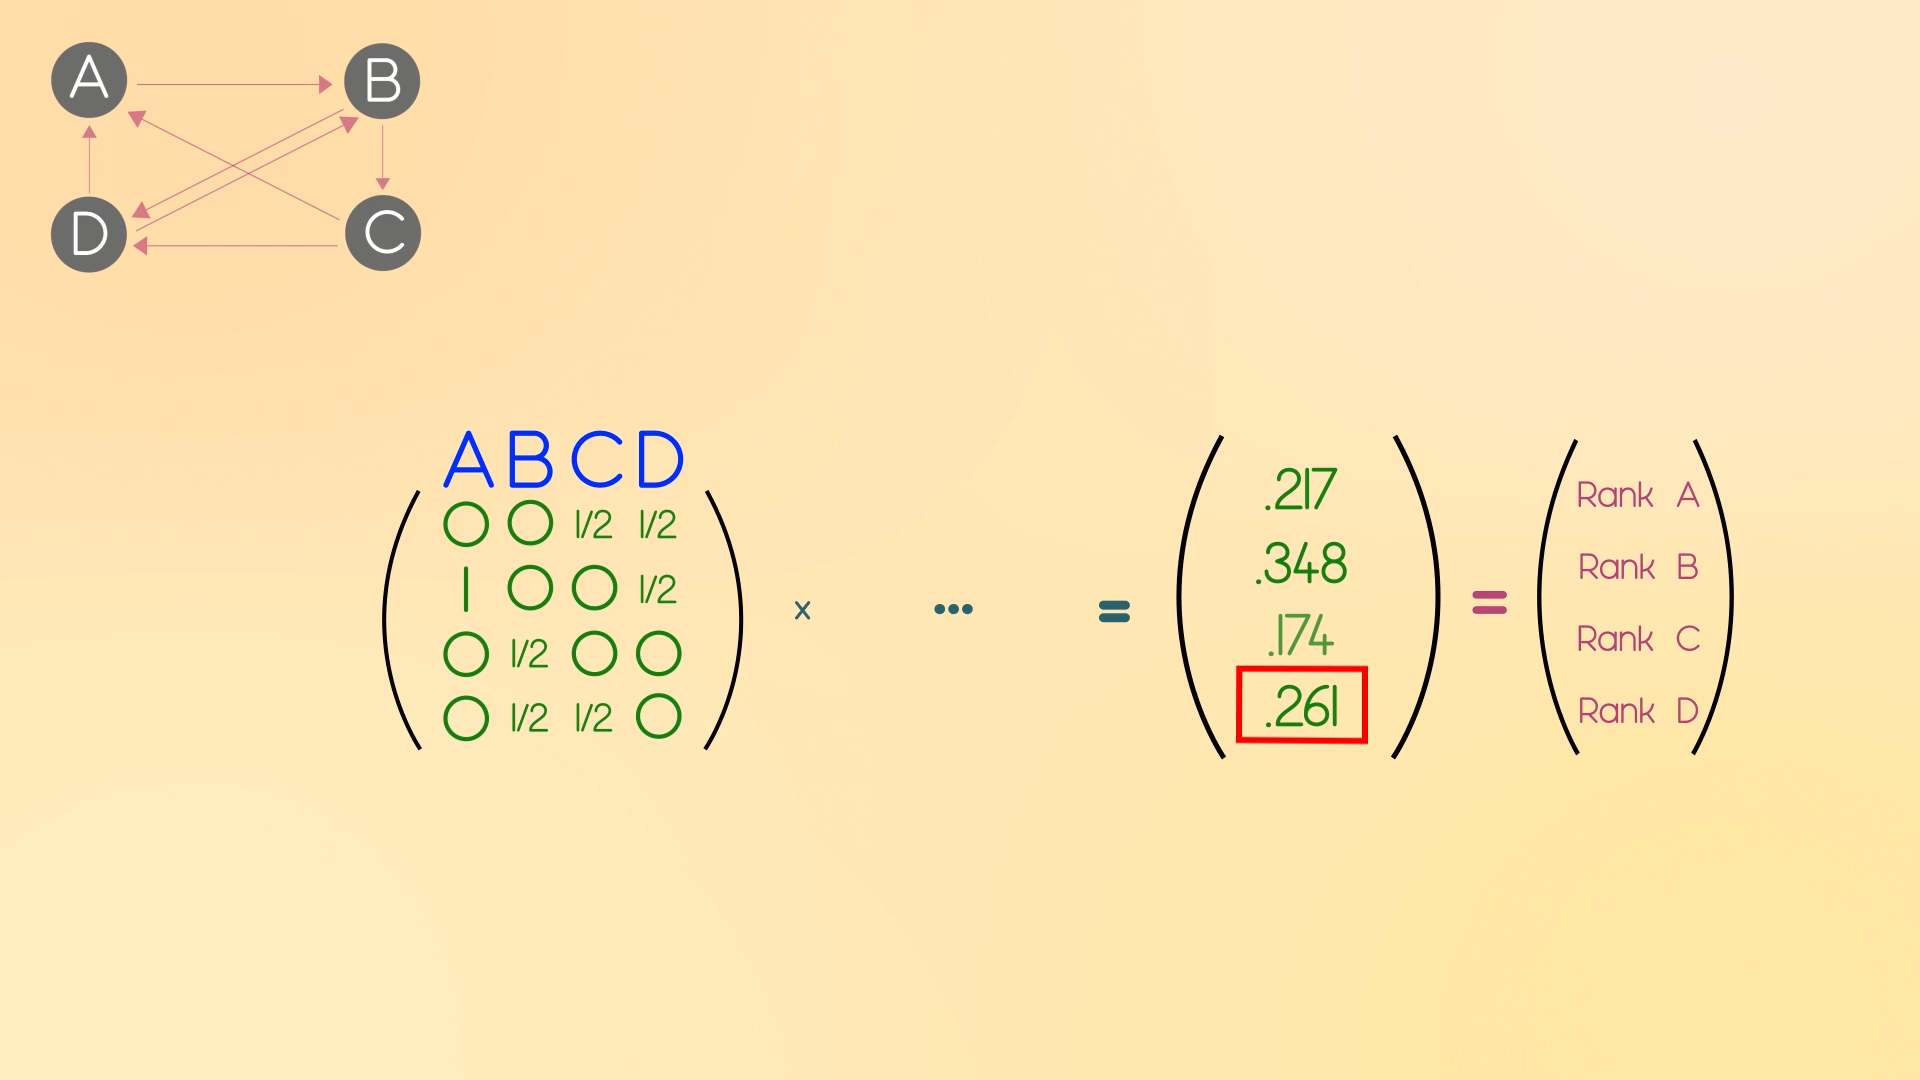 A B
D C
A B C D
0 0 1/2 1/2
1 0 0 1/2
0 1/2 0 0
0 1/2 1/2 0
× ... =
.217
.348
.174
.261
=
Rank A
Rank B
Rank C
Rank D